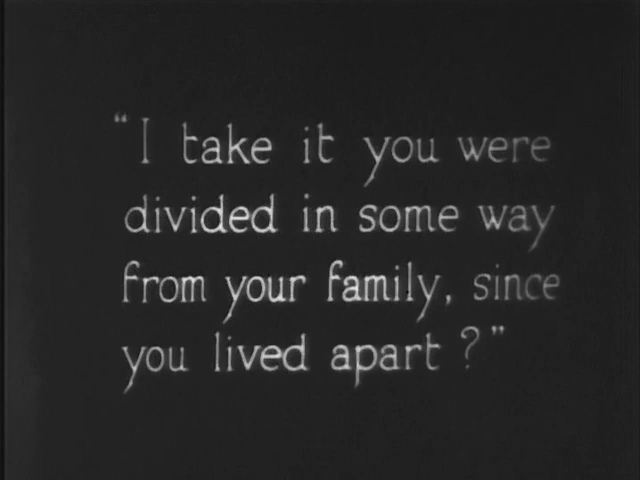 "I take it you were
divided in some way
from your family, since
you lived apart?"